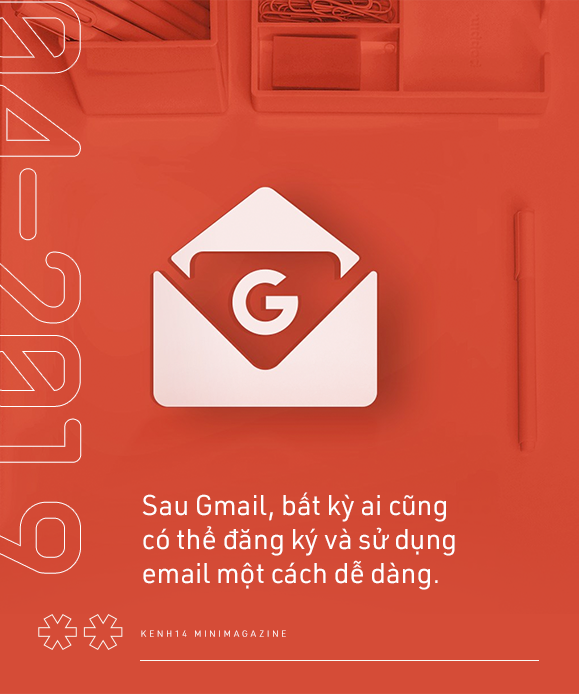 04-2019
G
Sau Gmail, bất kỳ ai cũng
có thể đăng ký và sử dụng
email một cách dễ dàng.
KENH14 MINIMAGAZINE